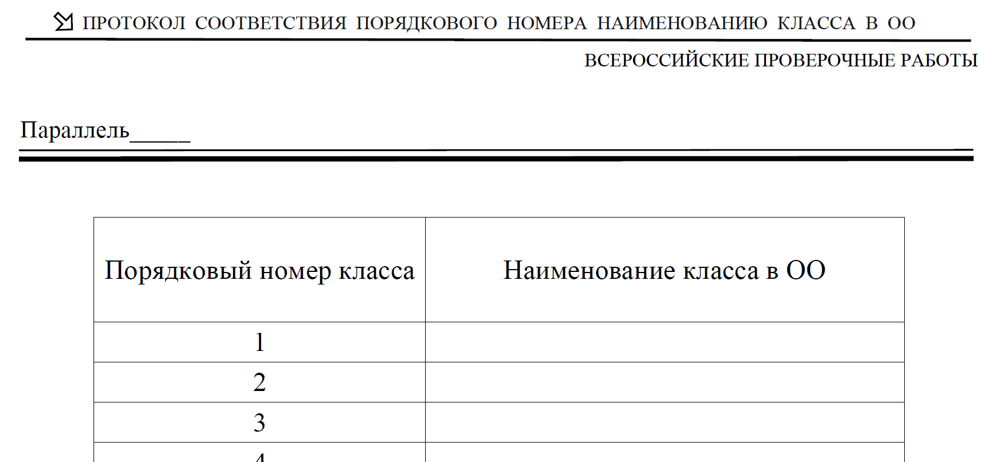 ПРОТОКОЛ СООТВЕТСТВИЯ ПОРЯДКОВОГО НОМЕРА НАИМЕНОВАНИЮ КЛАССА В ОО
ВСЕРОССИЙСКИЕ ПРОВЕРОЧНЫЕ РАБОТЫ
Параллель_____
Порядковый номер класса Наименование класса в ОО
1
2
3
4